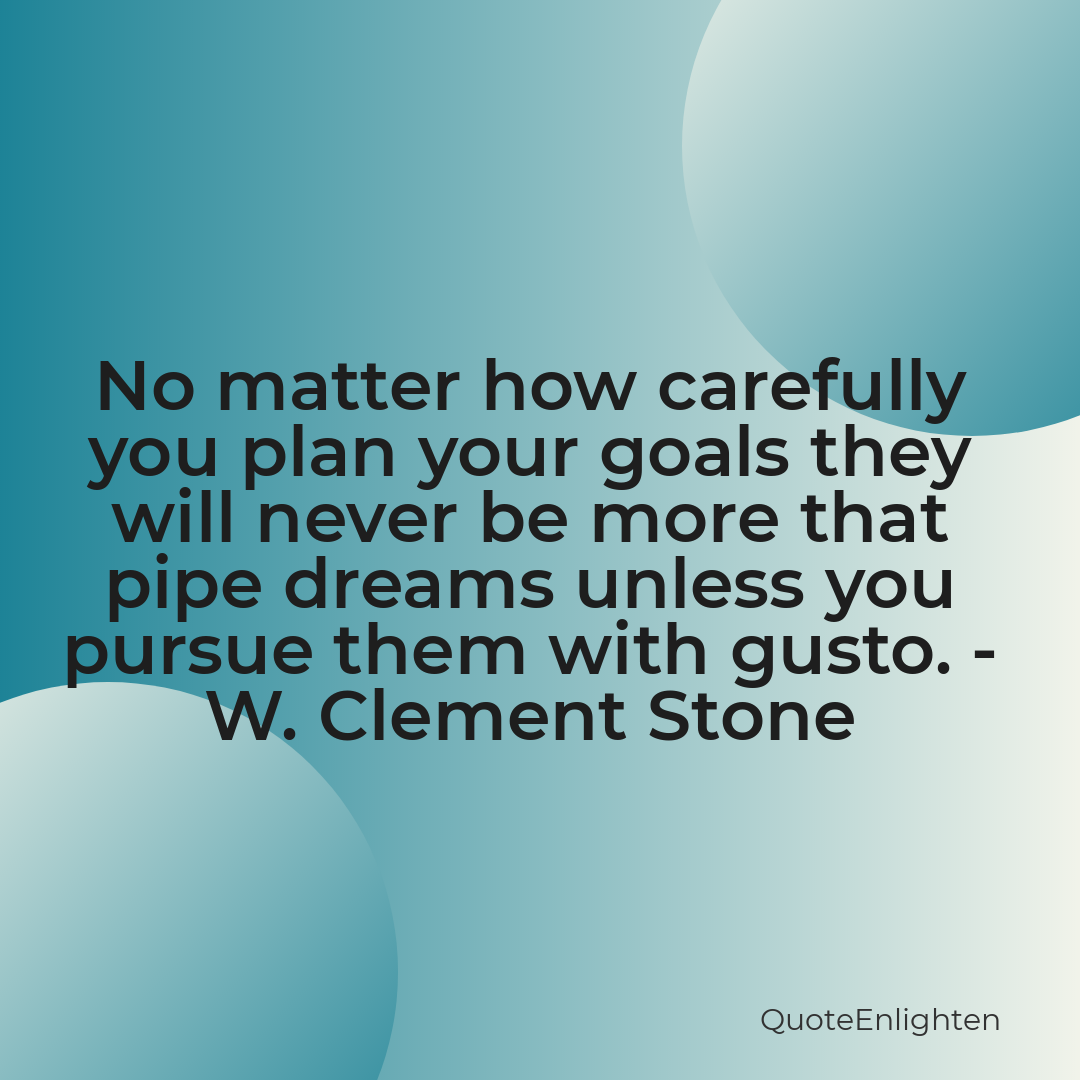 No matter how carefully
you plan your goals they
will never be more that
pipe dreams unless you
pursue them with gusto. -
W. Clement Stone
QuoteEnlighten